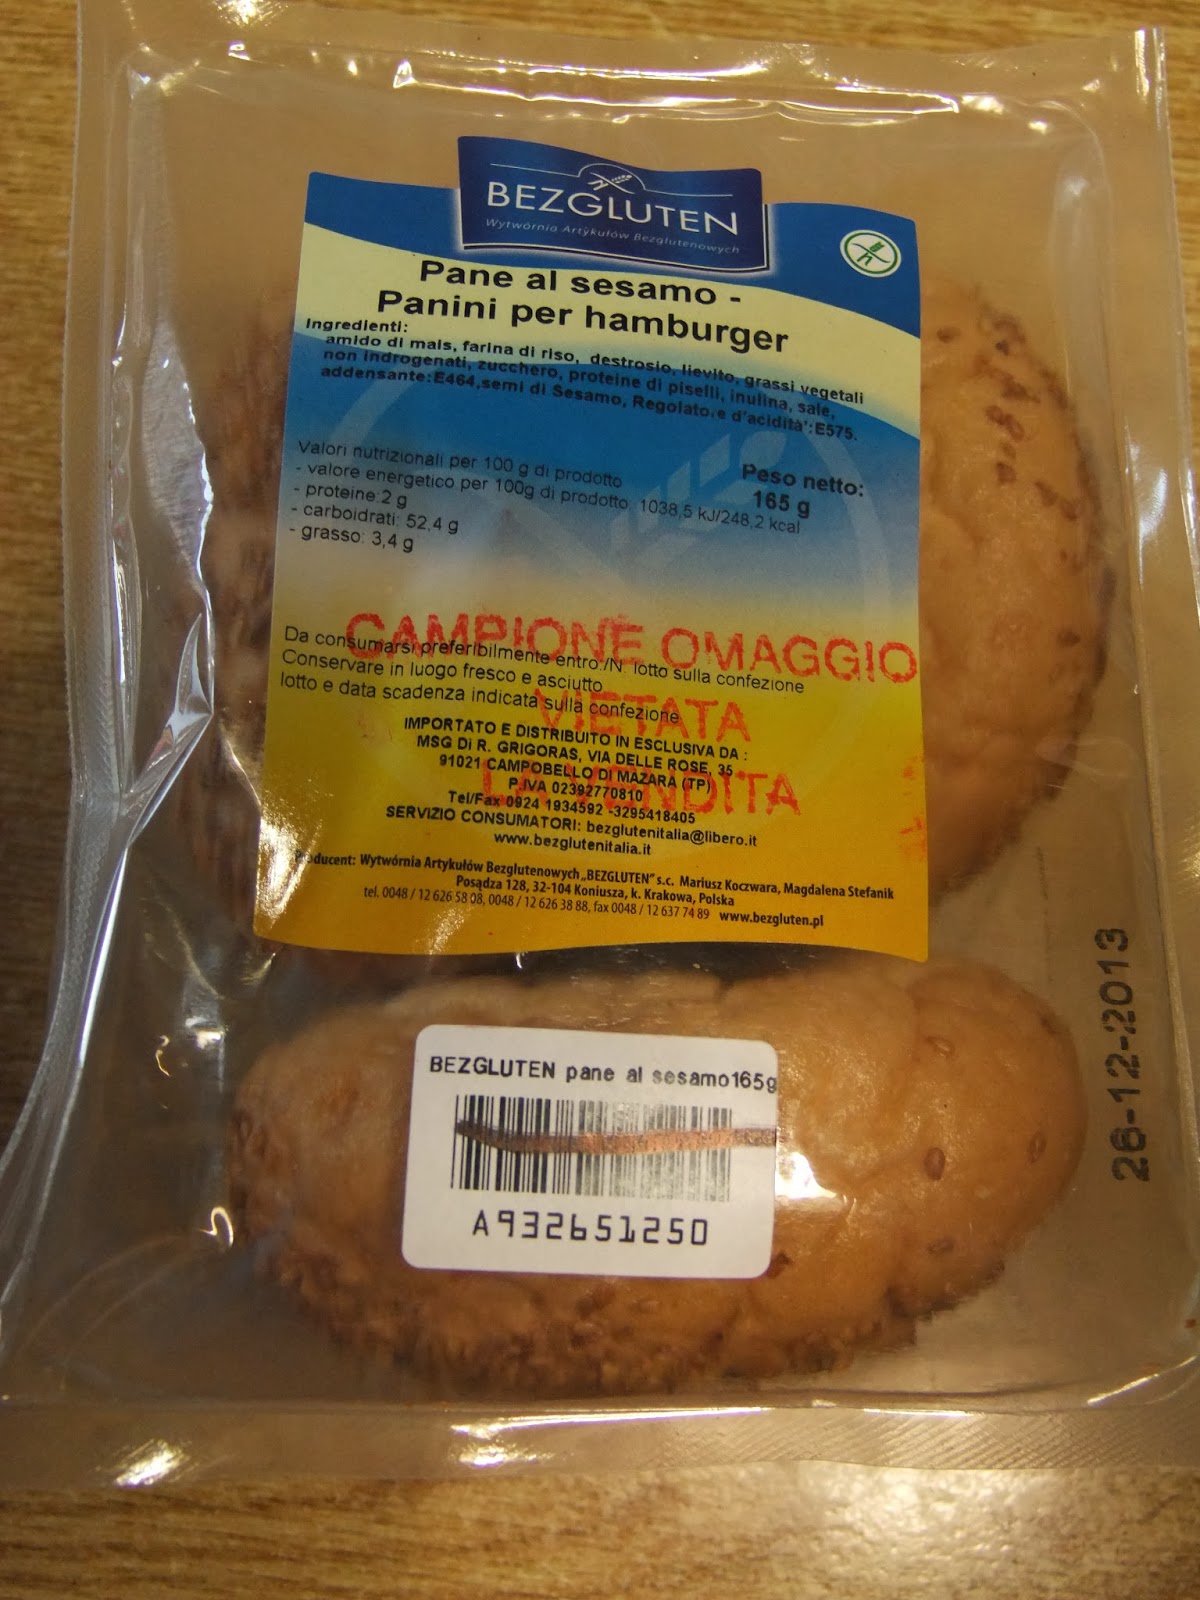 BEZGLUTEN
Wytwórnia Artykułów Bezglutenowych
Pane al sesamo -
Panini per hamburger
Ingredienti:
amido di mais, farina di riso, destrosio, lievito, grassi vegetali
non indrogenati, zucchero, proteine di piselli, inulina, sale,
addensante:E464,semi di Sesamo, Regolato.e d'acidità':E575.
Valori nutrizionali per 100 g di prodotto
- valore energetico per 100g di prodotto 1038,5 kJ/248,2 kcal
- proteine:2 g
- carboidrati: 52,4 g
- grasso: 3,4 g
Peso netto:
165 g
CAMPIONE OMAGGIO
VIETATA
LA VENDITA
Da consumarsi preferibilmente entro:/N lotto sulla confezione
Conservare in luogo fresco e asciutto
lotto e data scadenza indicata sulla confezione
IMPORTATO E DISTRIBUITO IN ESCLUSIVA DA :
MSG Di R. GRIGORAS, VIA DELLE ROSE, 35
91021 CAMPOBELLO DI MAZARA (TP)
P.IVA 02392770810
Tel/Fax 0924 1934592 -3295418405
SERVIZIO CONSUMATORI: bezglutenitalia@libero.it
www.bezglutenitalia.it
Producent: Wytwórnia Artykułów Bezglutenowych „BEZGLUTEN" s.c. Mariusz Koczwara, Magdalena Stefanik
Posądza 128, 32-104 Koniusza, k. Krakowa, Polska
tel. 0048 / 12 626 58 08, 0048 / 12 626 38 88, fax 0048 / 12 637 74 89 www.bezgluten.pl
26-12-2013
BEZGLUTEN pane al sesamo165g
A932651250